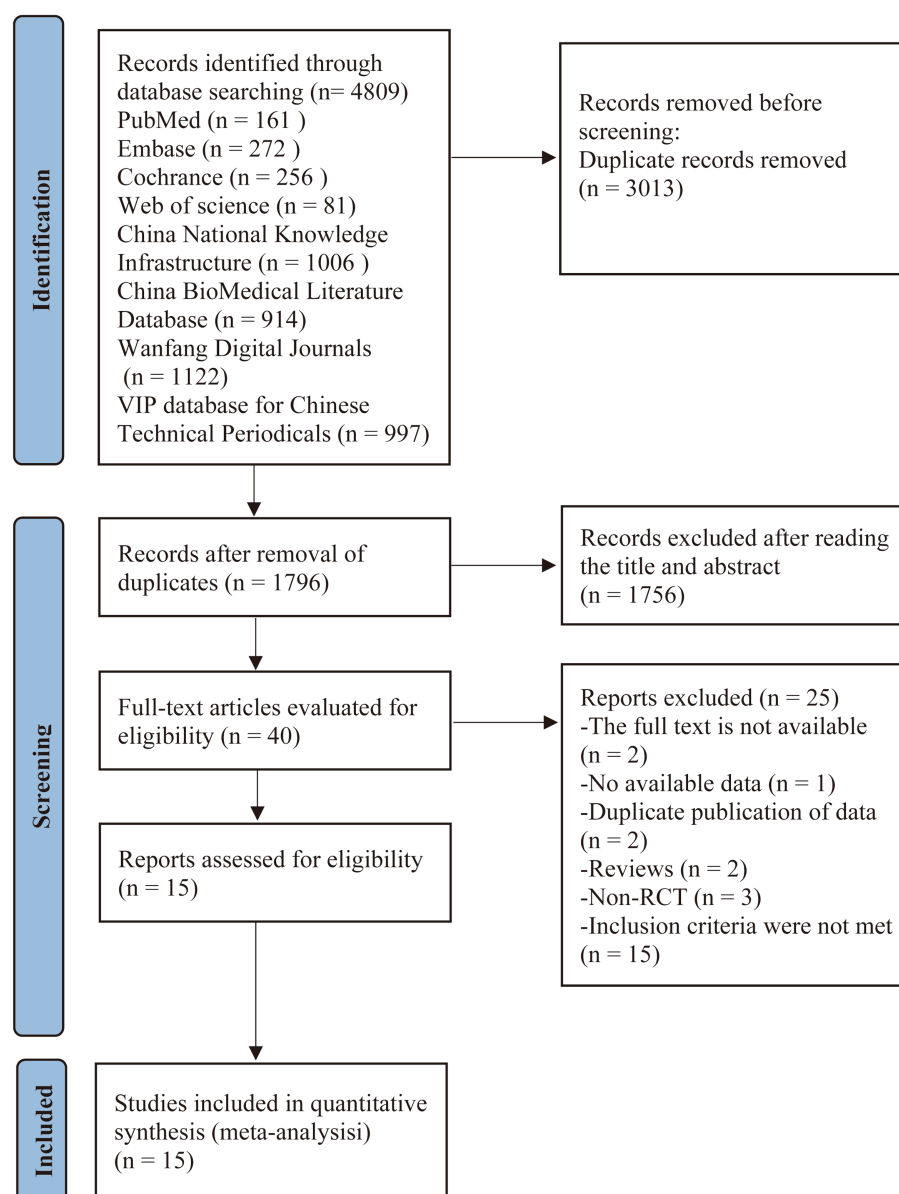 Identification
Records identified through
database searching (n= 4809)
PubMed (n = 161 )
Embase (n = 272 )
Cochrance (n = 256 )
Web of science (n = 81)
China National Knowledge
Infrastructure (n = 1006 )
China BioMedical Literature
Database (n = 914)
Wanfang Digital Journals
(n = 1122)
VIP database for Chinese
Technical Periodicals (n = 997)
Records removed before
screening:
Duplicate records removed
(n = 3013)
Screening
Records after removal of
duplicates (n = 1796)
Records excluded after reading
the title and abstract
(n = 1756)
Full-text articles evaluated for
eligibility (n = 40)
Reports excluded (n = 25)
-The full text is not available
(n = 2)
-No available data (n = 1)
-Duplicate publication of data
(n = 2)
-Reviews (n = 2)
-Non-RCT (n = 3)
-Inclusion criteria were not met
(n = 15)
Reports assessed for eligibility
(n = 15)
Included
Studies included in quantitative
synthesis (meta-analysisi)
(n = 15)